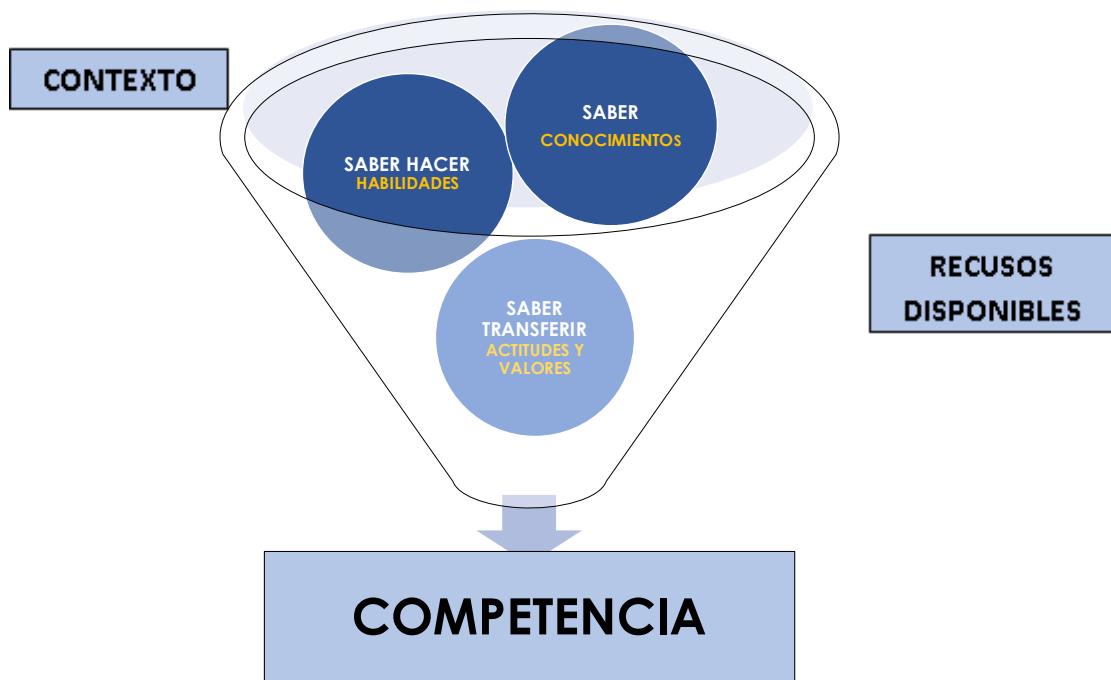 CONTEXTO
SABER
CONOCIMIENTOs
SABER HACER
HABILIDADES
RECUSOS
DISPONIBLES
SABER
TRANSFERIR
ACTITUDES Y
VALORES
COMPETENCIA